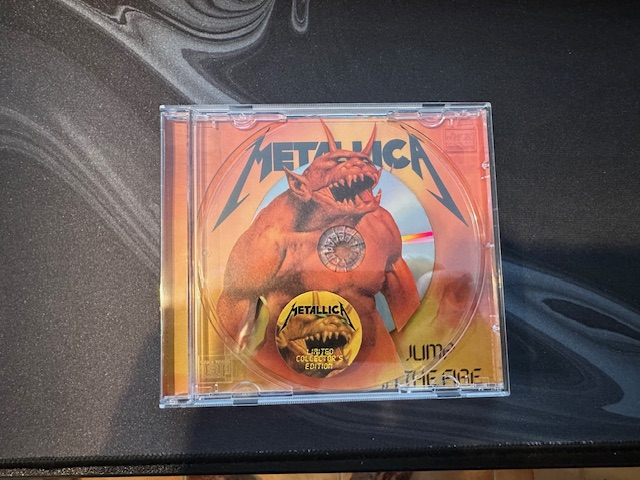 METALLICA
METALLICA
LIMITED
COLLECTOR'S
EDITION
JUMP
THE FIRE